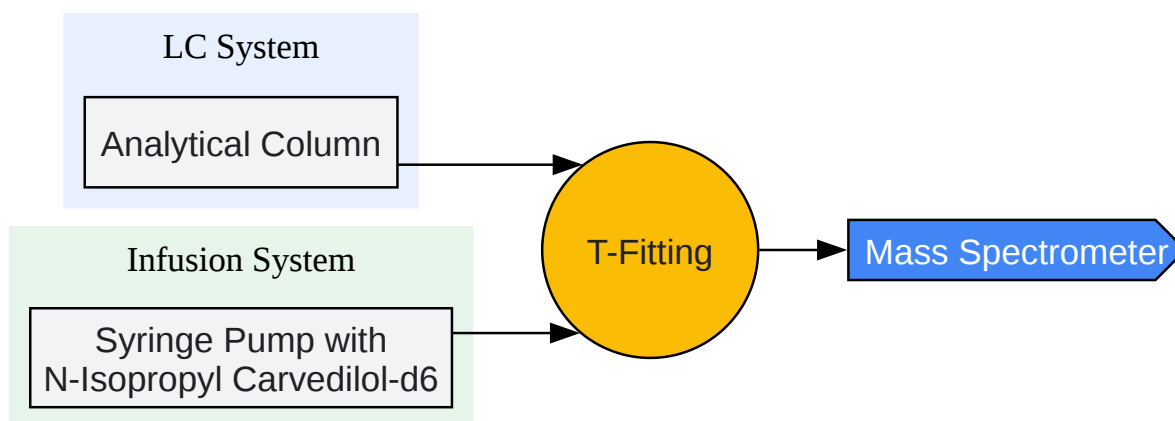 LC System
Analytical Column
Infusion System
Syringe Pump with
N-Isopropyl Carvedilol-d6
T-Fitting
Mass Spectrometer